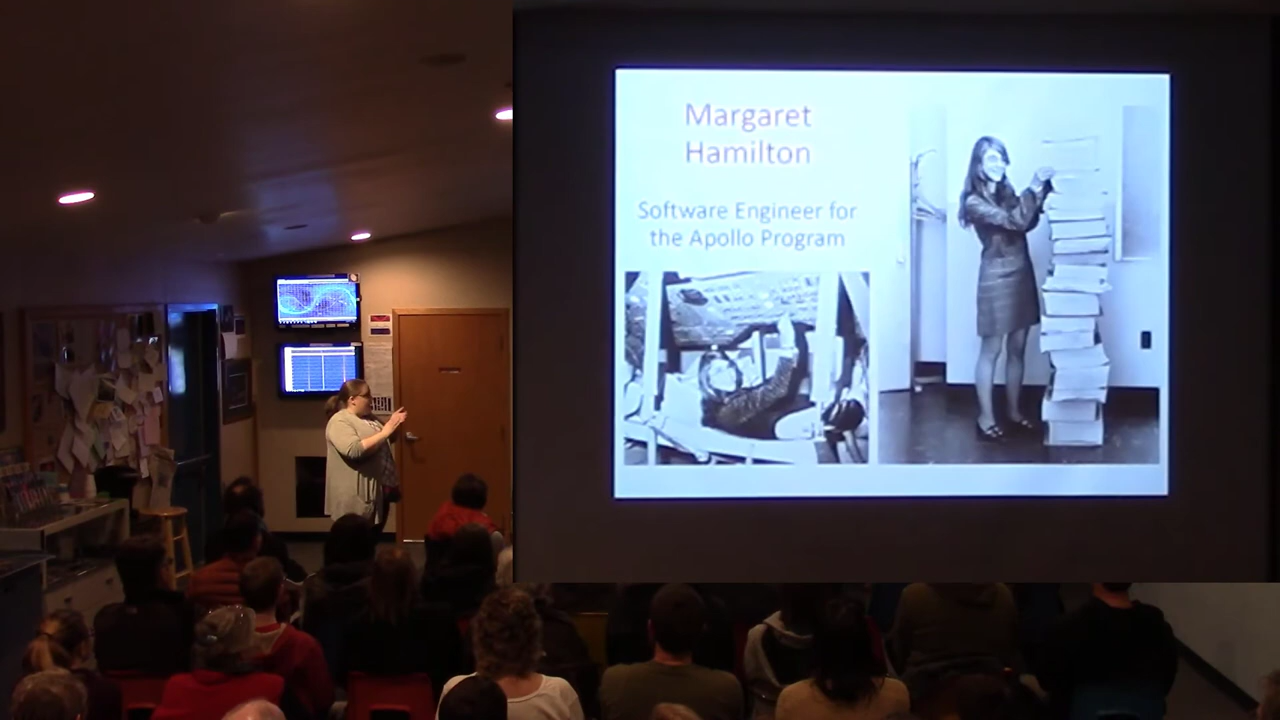 Margaret
Hamilton
Software Engineer for
the Apollo Program